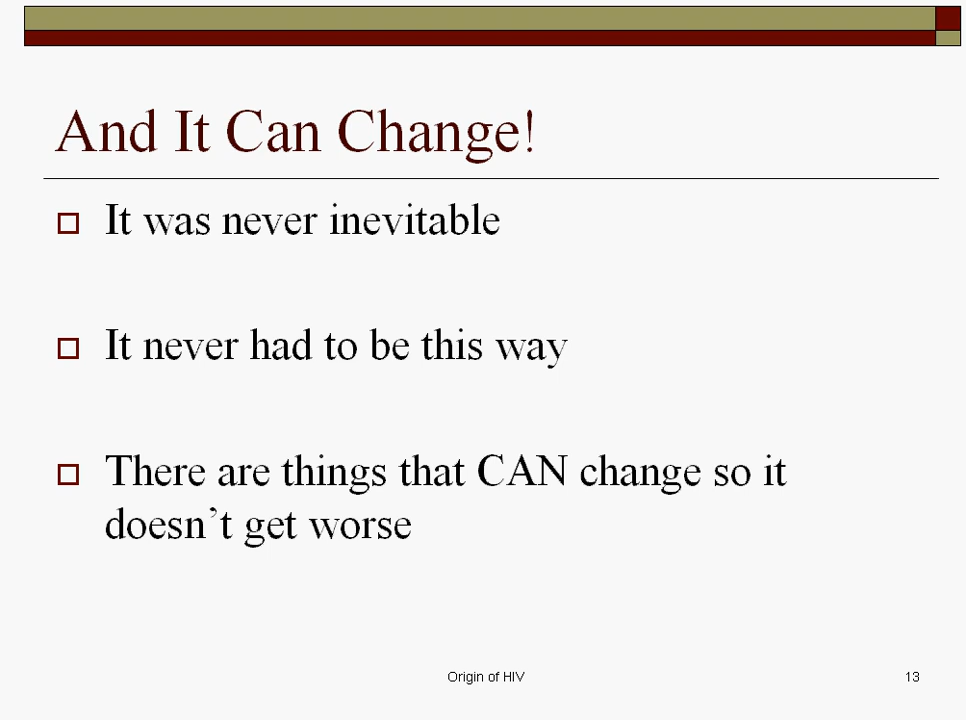 And It Can Change!
It was never inevitable
It never had to be this way
There are things that CAN change so it
doesn’t get worse
Origin of HIV
13